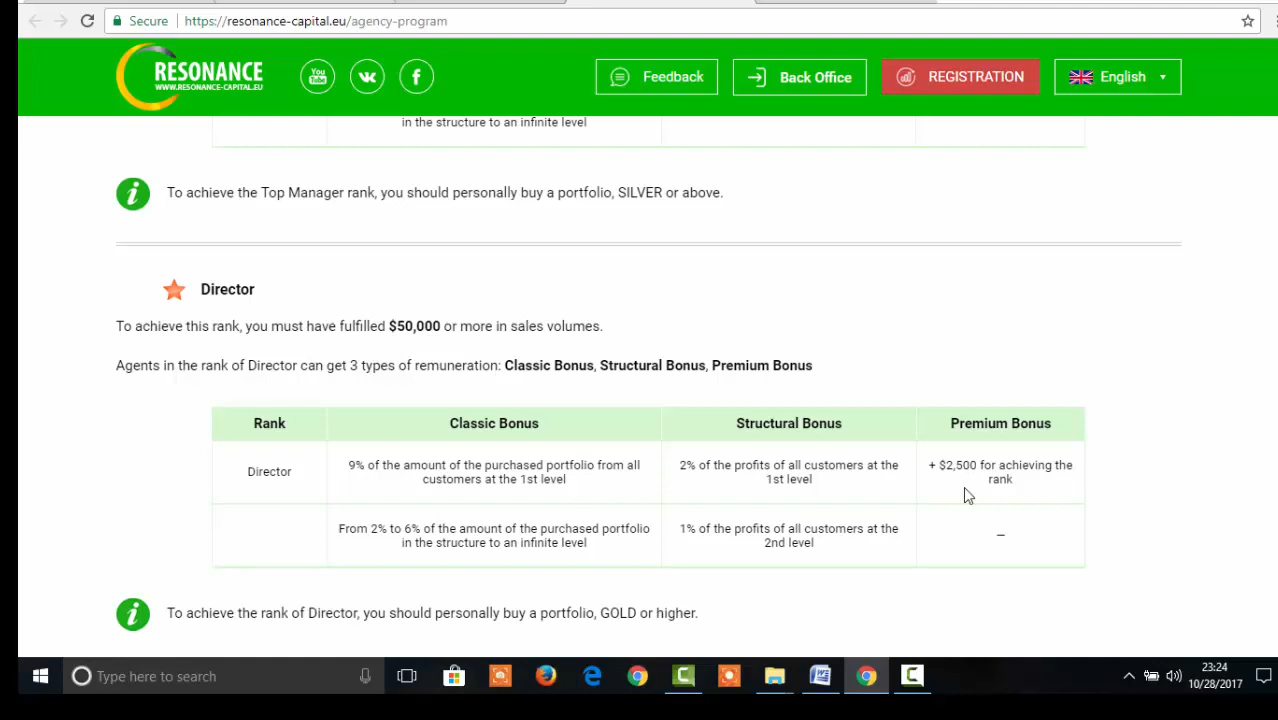 Secure
https://resonance-capital.eu/agency-program
RESONANCE
WWW.RESONANCE-CAPITAL.EU
You
Tube
Feedback
Back Office
REGISTRATION
English
in the structure to an infinite level
To achieve the Top Manager rank, you should personally buy a portfolio, SILVER or above.
Director
To achieve this rank, you must have fulfilled $50,000 or more in sales volumes.
Agents in the rank of Director can get 3 types of remuneration: Classic Bonus, Structural Bonus, Premium Bonus
Rank Classic Bonus Structural Bonus Premium Bonus
Director
9% of the amount of the purchased portfolio from all
customers at the 1st level
2% of the profits of all customers at the
1st level
+ $2,500 for achieving the
rank
From 2% to 6% of the amount of the purchased portfolio
in the structure to an infinite level
1% of the profits of all customers at the
2nd level
–
To achieve the rank of Director, you should personally buy a portfolio, GOLD or higher.
Type here to search
23:24
10/28/2017